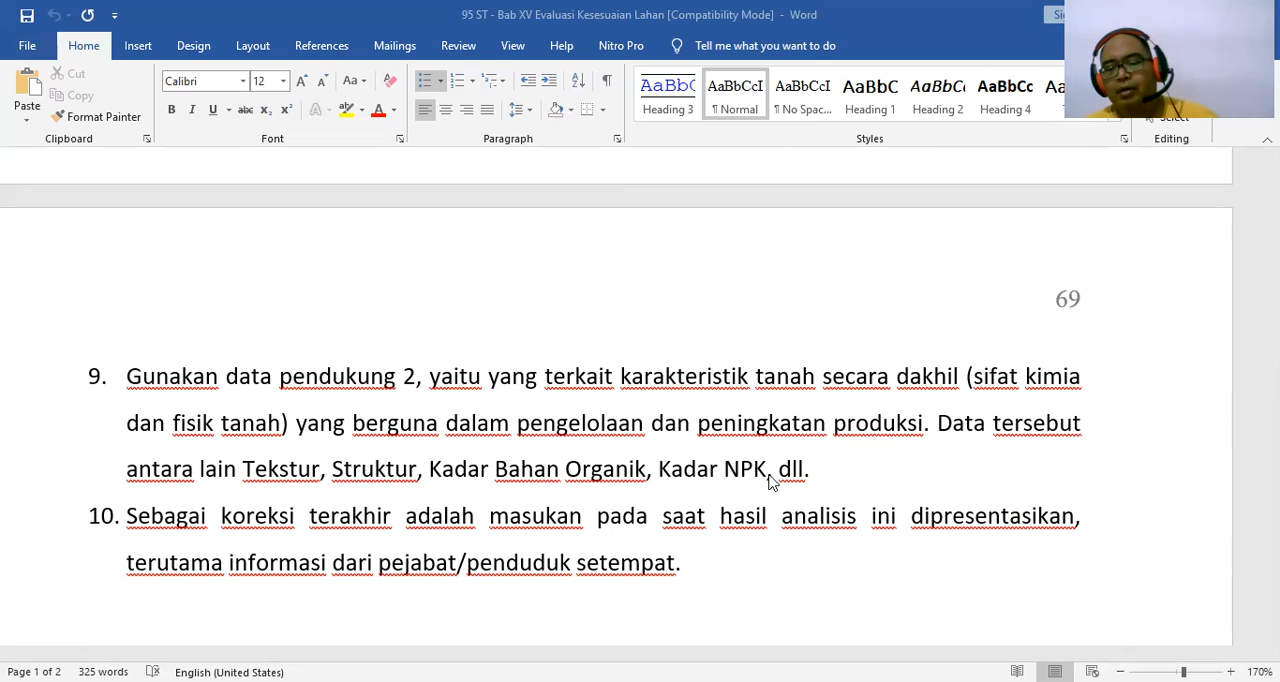 95 ST - Bab XV Evaluasi Kesesuaian Lahan [Compatibility Mode] - Word
File Home Insert Design Layout References Mailings Review View Help Nitro Pro Tell me what you want to do
Cut
Copy
Format Painter
Paste
Clipboard
Calibri 12
Font
Paragraph
AaBbC AaBbCcI AaBbCcI AaBbC AaBbCc AaBbCc
Heading 3 ¶ Normal ¶ No Spac... Heading 1 Heading 2 Heading 4
Styles
Editing
69
9. Gunakan data pendukung 2, yaitu yang terkait karakteristik tanah secara dakhil (sifat kimia
dan fisik tanah) yang berguna dalam pengelolaan dan peningkatan produksi. Data tersebut
antara lain Tekstur, Struktur, Kadar Bahan Organik, Kadar NPK, dll.
10. Sebagai koreksi terakhir adalah masukan pada saat hasil analisis ini dipresentasikan,
terutama informasi dari pejabat/penduduk setempat.
Page 1 of 2 325 words English (United States) 170%